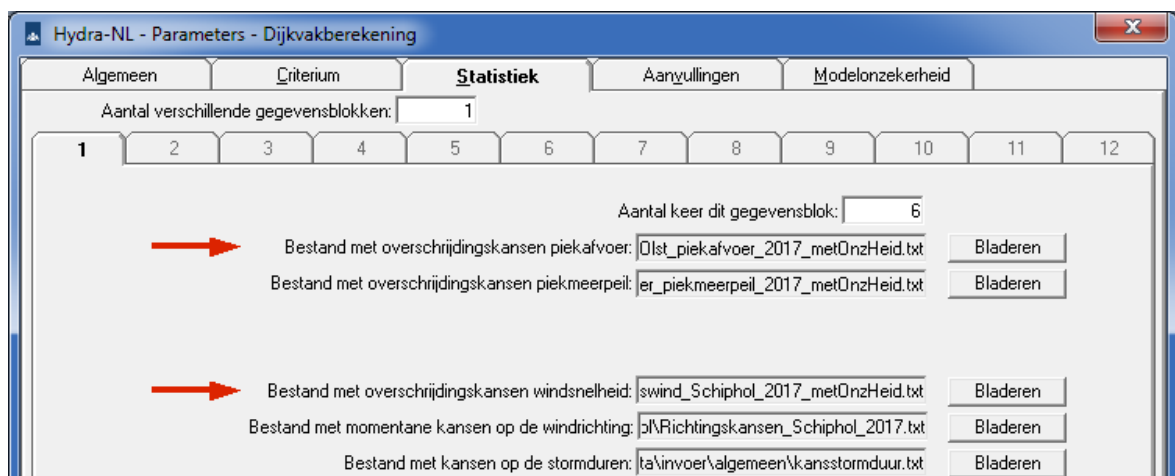 Hydra-NL - Parameters - Dijkvakberekening
Algemeen Criterium Statistiek Aanvullingen Modelonzekerheid
Aantal verschillende gegevensblokken: 1
1 2 3 4 5 6 7 8 9 10 11 12
Aantal keer dit gegevensblok: 6
Bestand met overschrijdingskansen piekafvoer: Olst_piekafvoer_2017_metOnzHeid.txt Bladeren
Bestand met overschrijdingskansen piekmeerpeil: er_piekmeerpeil_2017_metOnzHeid.txt Bladeren
Bestand met overschrijdingskansen windsnelheid: swind_Schiphol_2017_metOnzHeid.txt Bladeren
Bestand met momentane kansen op de windrichting: ol\Richtingskansen_Schiphol_2017.txt Bladeren
Bestand met kansen op de stormduren: ta\invoer\algemeen\kansstormduur.txt Bladeren